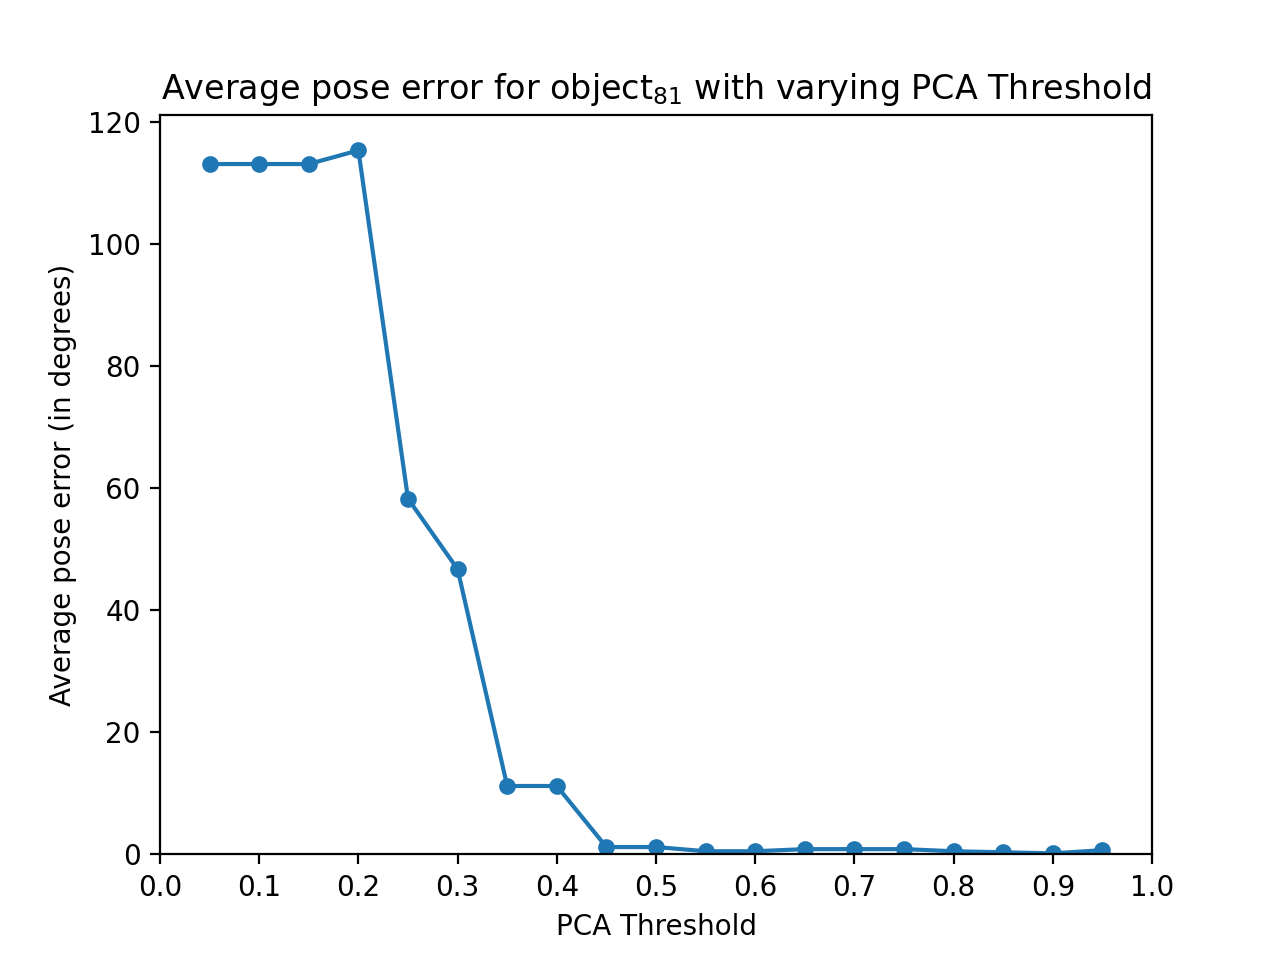 Average pose error for object₈₁ with varying PCA Threshold
Average pose error (in degrees)
120
100
80
60
40
20
0
0.0 0.1 0.2 0.3 0.4 0.5 0.6 0.7 0.8 0.9 1.0
PCA Threshold